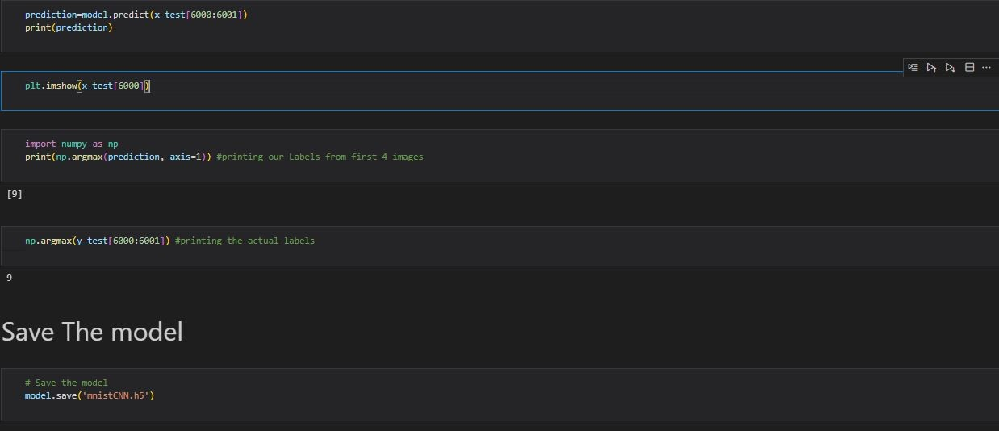 prediction=model.predict(x_test[6000:6001])
print(prediction)
plt.imshow(x_test[6000])
import numpy as np
print(np.argmax(prediction, axis=1)) #printing our Labels from first 4 images
[9]
np.argmax(y_test[6000:6001]) #printing the actual labels
9
Save The model
# Save the model
model.save('mnistCNN.h5')